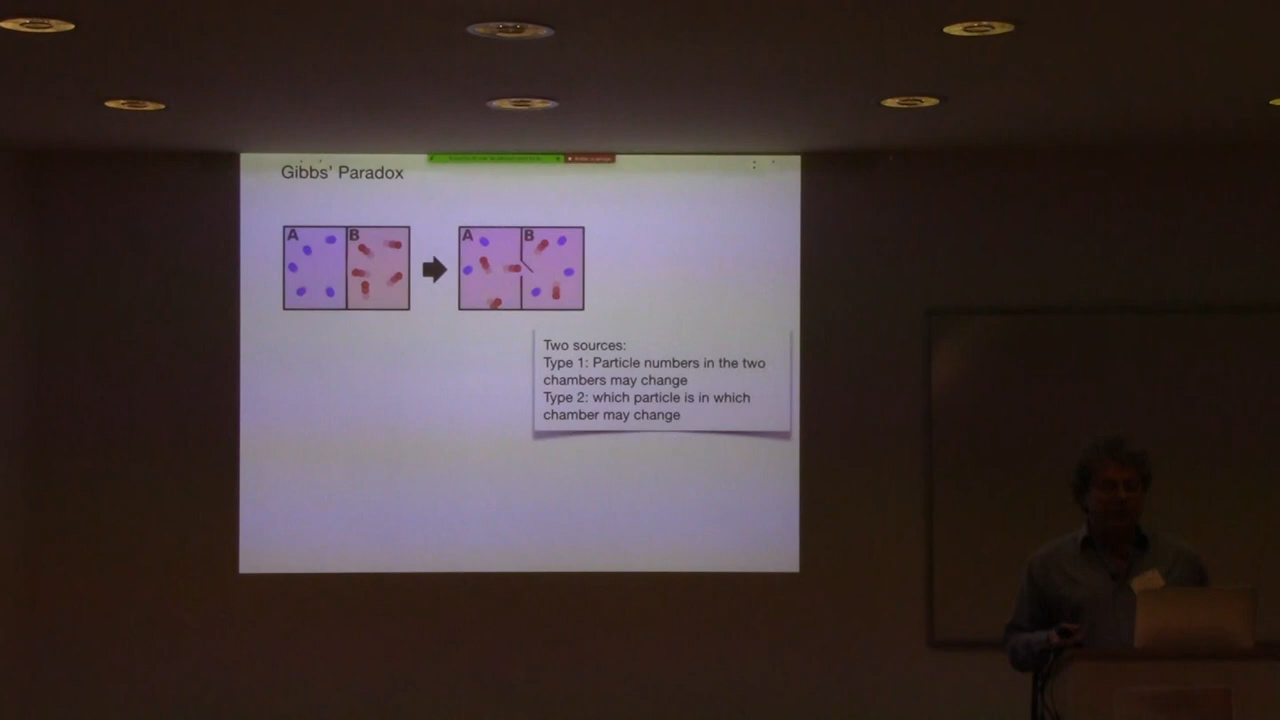 Gibbs' Paradox
A
B
A
B
Two sources:
Type 1: Particle numbers in the two
chambers may change
Type 2: which particle is in which
chamber may change